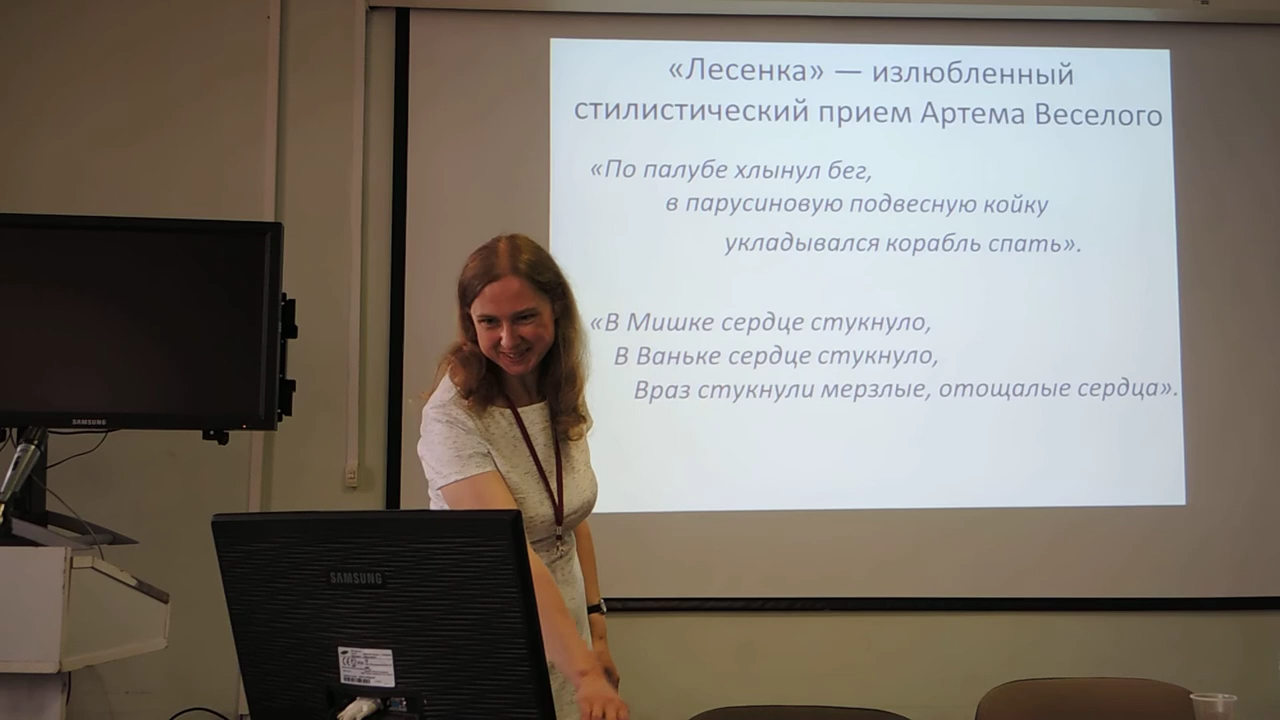 «Лесенка» — излюбленный
стилистический прием Артема Веселого
«По палубе хлынул бег,
в парусиновую подвесную койку
укладывался корабль спать».
«В Мишке сердце стукнуло,
В Ваньке сердце стукнуло,
Враз стукнули мерзлые, отощалые сердца».
SAMSUNG
SAMSUNG